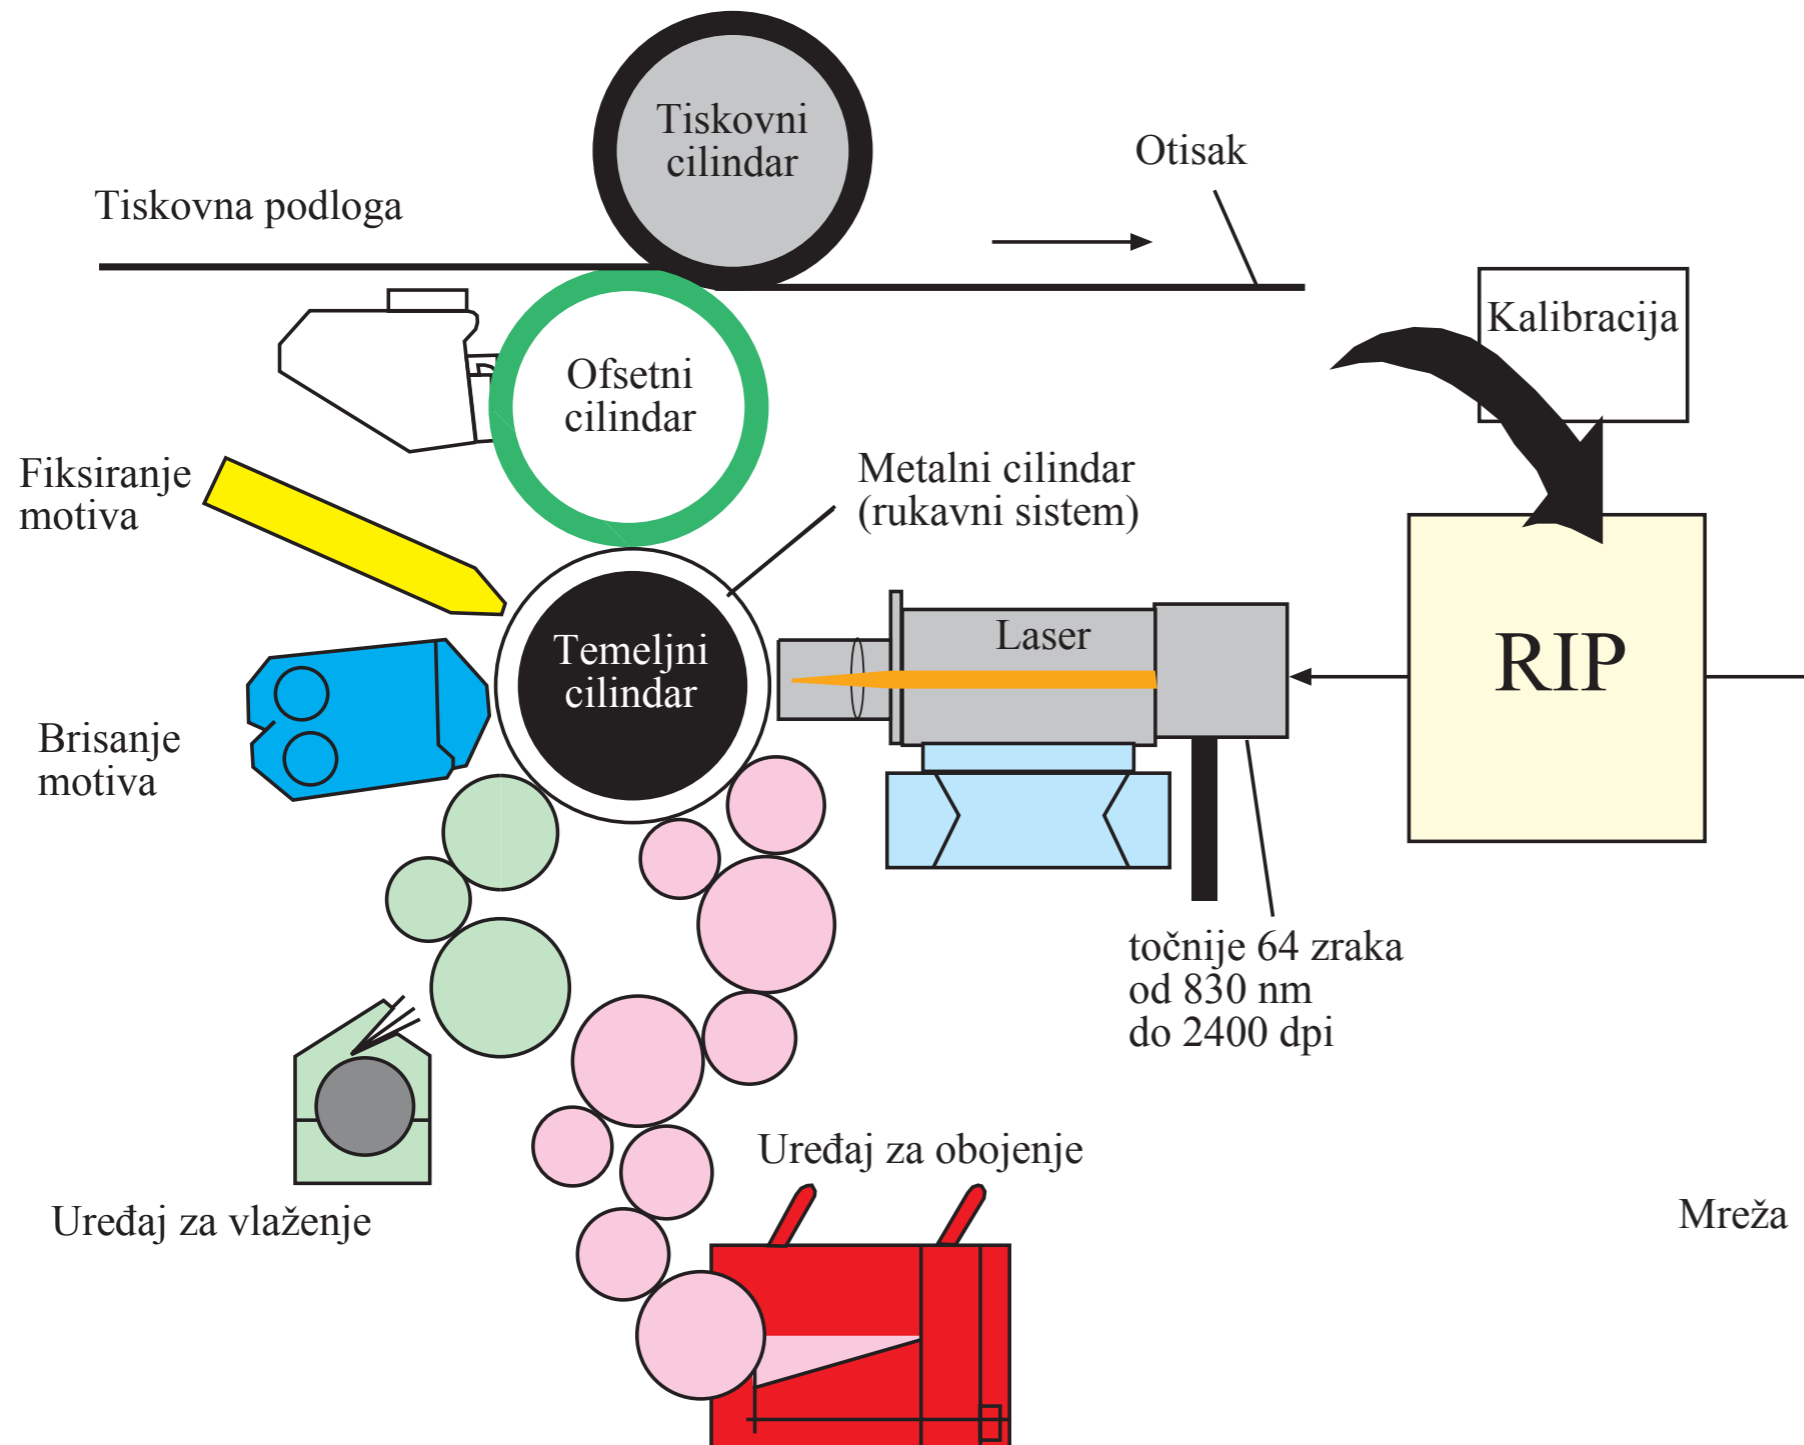 Tiskovni
cilindar
Otisak
Tiskovna podloga
Kalibracija
Ofsetni
cilindar
Fiksiranje
motiva
Metalni cilindar
(rukavni sistem)
Laser
RIP
Temeljni
cilindar
Brisanje
motiva
točnije 64 zraka
od 830 nm
do 2400 dpi
Uređaj za obojenje
Uređaj za vlaženje
Mreža